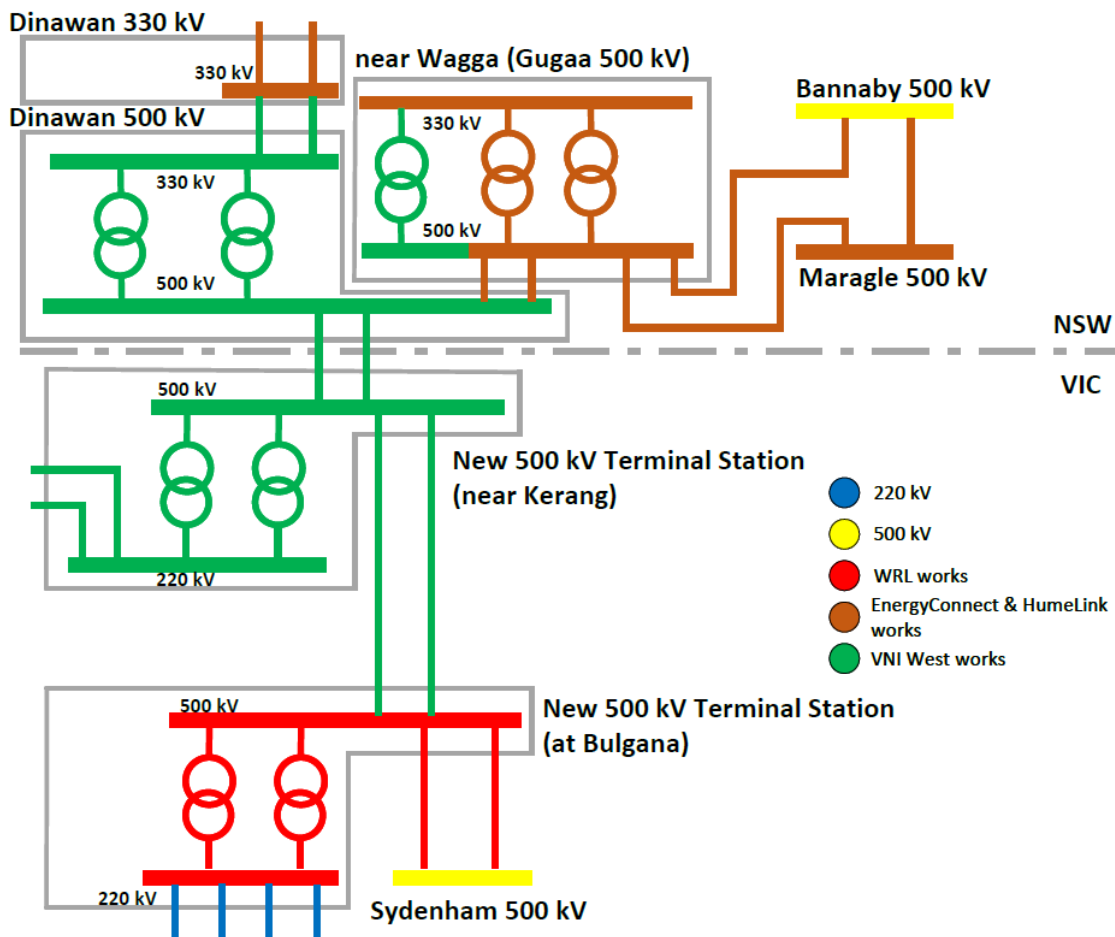 Dinawan 330 kV
330 kV
near Wagga (Gugaa 500 kV)
Bannaby 500 kV
Dinawan 500 kV
330 kV
330 kV
500 kV
500 kV
Maragle 500 kV
NSW
VIC
500 kV
New 500 kV Terminal Station
(near Kerang)
220 kV
220 kV
500 kV
WRL works
EnergyConnect & HumeLink
works
VNI West works
500 kV
New 500 kV Terminal Station
(at Bulgana)
220 kV
Sydenham 500 kV